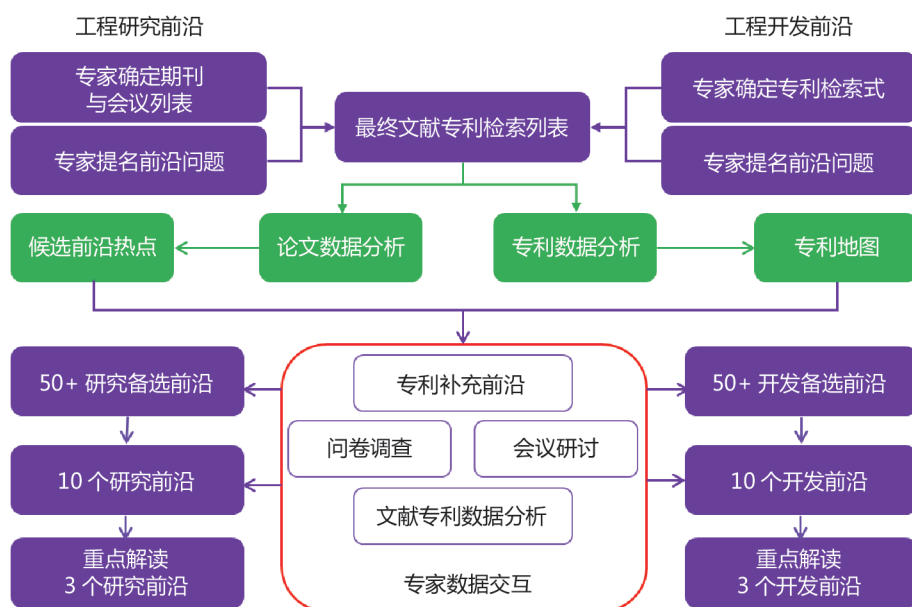 工程研究前沿
工程开发前沿
专家确定期刊
与会议列表
专家确定专利检索式
最终文献专利检索列表
专家提名前沿问题
专家提名前沿问题
候选前沿热点
论文数据分析
专利数据分析
专利地图
50+ 研究备选前沿
专利补充前沿
50+ 开发备选前沿
问卷调查
会议研讨
10 个研究前沿
10 个开发前沿
文献专利数据分析
重点解读
3 个研究前沿
重点解读
3 个开发前沿
专家数据交互